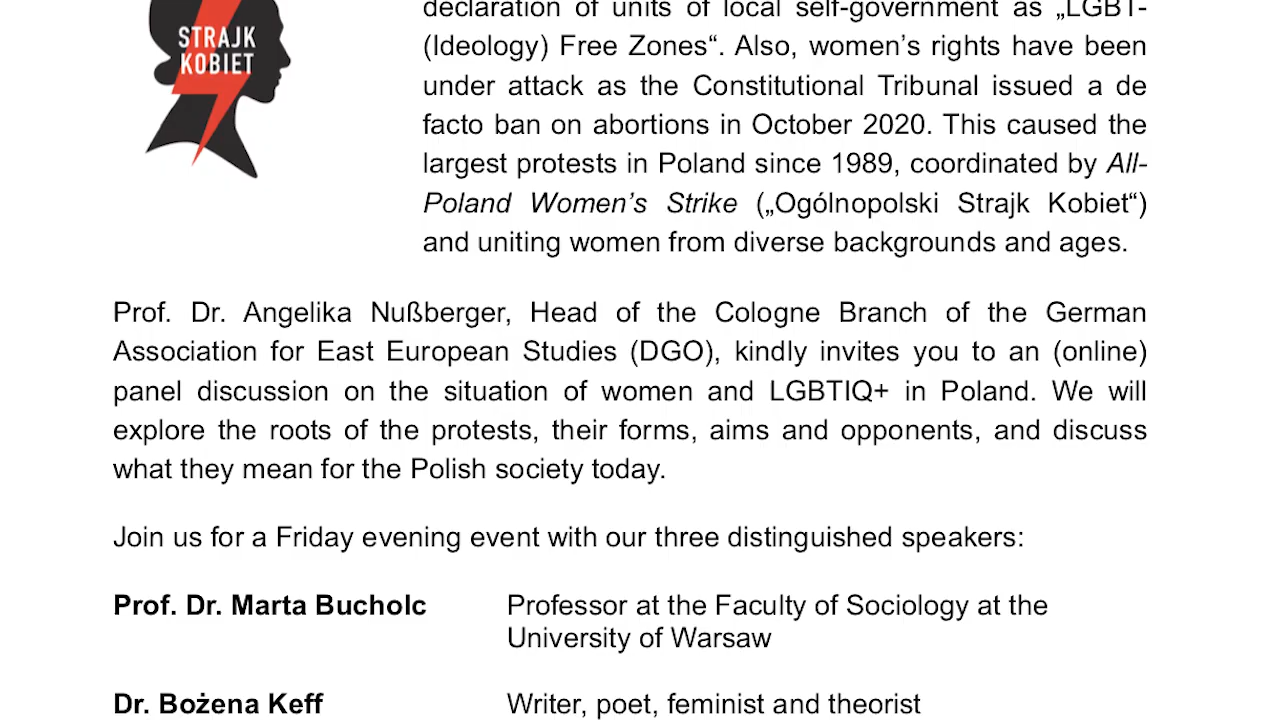 STRAJK
KOBIET
declaration of units of local self-government as „LGBT-
(Ideology) Free Zones“. Also, women’s rights have been
under attack as the Constitutional Tribunal issued a de
facto ban on abortions in October 2020. This caused the
largest protests in Poland since 1989, coordinated by All-
Poland Women’s Strike („Ogólnopolski Strajk Kobiet“)
and uniting women from diverse backgrounds and ages.
Prof. Dr. Angelika Nußberger, Head of the Cologne Branch of the German
Association for East European Studies (DGO), kindly invites you to an (online)
panel discussion on the situation of women and LGBTIQ+ in Poland. We will
explore the roots of the protests, their forms, aims and opponents, and discuss
what they mean for the Polish society today.
Join us for a Friday evening event with our three distinguished speakers:
Prof. Dr. Marta Bucholc Professor at the Faculty of Sociology at the
University of Warsaw
Dr. Bożena Keff Writer, poet, feminist and theorist